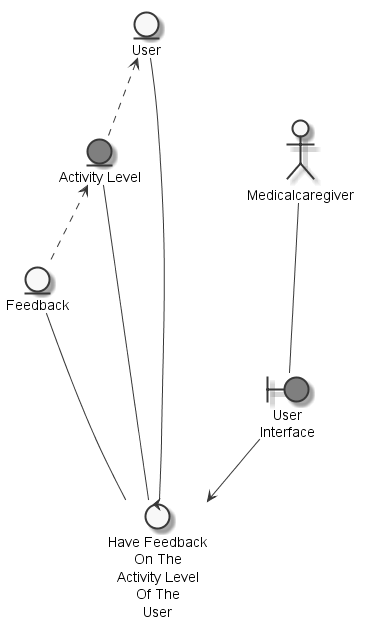 User
Activity Level
Medicalcaregiver
Feedback
User
Interface
Have Feedback
On The
Activity Level
Of The
User